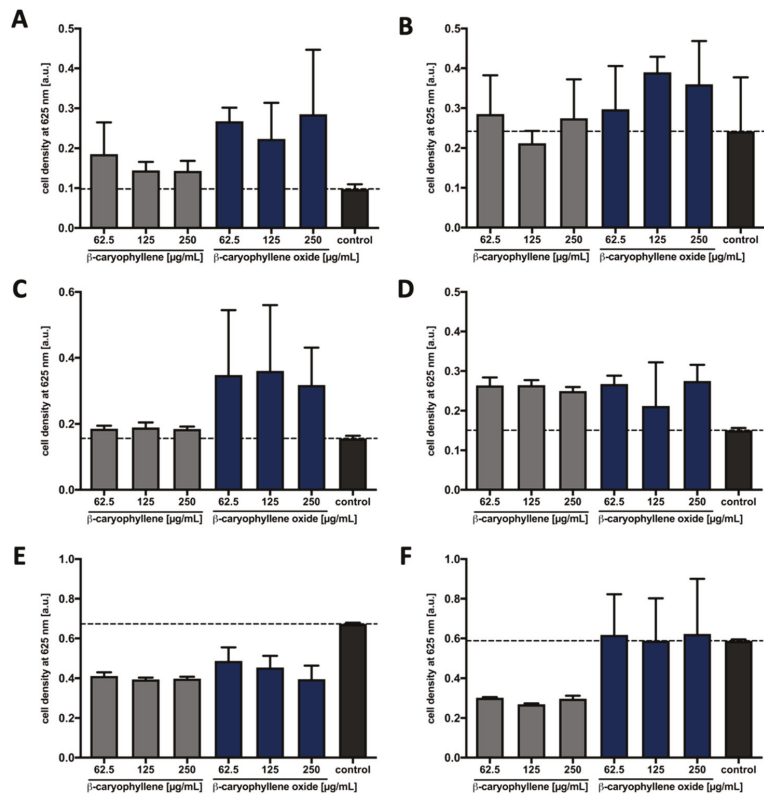 A
cell density at 625 nm [a.u.]
0.5
0.4
0.3
0.2
0.1
0.0
62.5 125 250 62.5 125 250 control
β-caryophyllene [µg/mL] β-caryophyllene oxide [µg/mL]
B
cell density at 625 nm [a.u.]
0.5
0.4
0.3
0.2
0.1
0.0
62.5 125 250 62.5 125 250 control
β-caryophyllene [µg/mL] β-caryophyllene oxide [µg/mL]
C
cell density at 625 nm [a.u.]
0.6
0.4
0.2
0.0
62.5 125 250 62.5 125 250 control
β-caryophyllene [µg/mL] β-caryophyllene oxide [µg/mL]
D
cell density at 625 nm [a.u.]
0.5
0.4
0.3
0.2
0.1
0.0
62.5 125 250 62.5 125 250 control
β-caryophyllene [µg/mL] β-caryophyllene oxide [µg/mL]
E
cell density at 625 nm [a.u.]
1.0
0.8
0.6
0.4
0.2
0.0
62.5 125 250 62.5 125 250 control
β-caryophyllene [µg/mL] β-caryophyllene oxide [µg/mL]
F
cell density at 625 nm [a.u.]
1.0
0.8
0.6
0.4
0.2
0.0
62.5 125 250 62.5 125 250 control
β-caryophyllene [µg/mL] β-caryophyllene oxide [µg/mL]